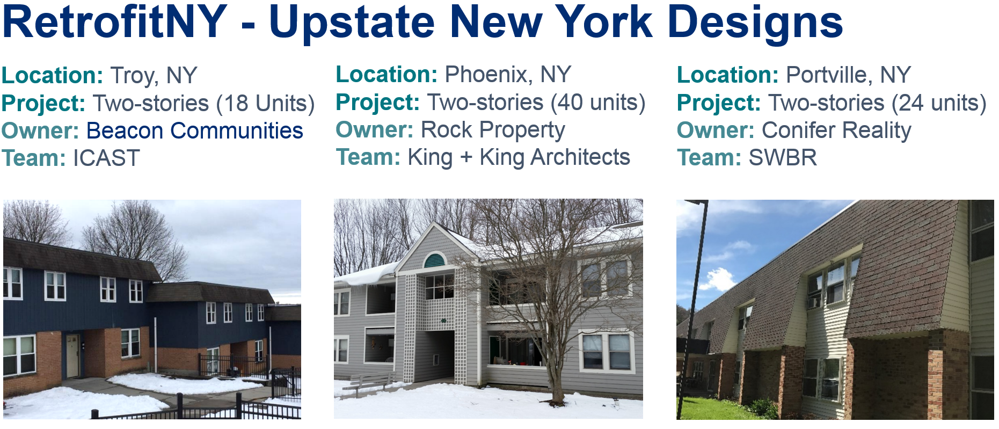 RetrofitNY - Upstate New York Designs
Location: Troy, NY
Project: Two-stories (18 Units)
Owner: Beacon Communities
Team: ICAST
Location: Phoenix, NY
Project: Two-stories (40 units)
Owner: Rock Property
Team: King + King Architects
Location: Portville, NY
Project: Two-stories (24 units)
Owner: Conifer Reality
Team: SWBR